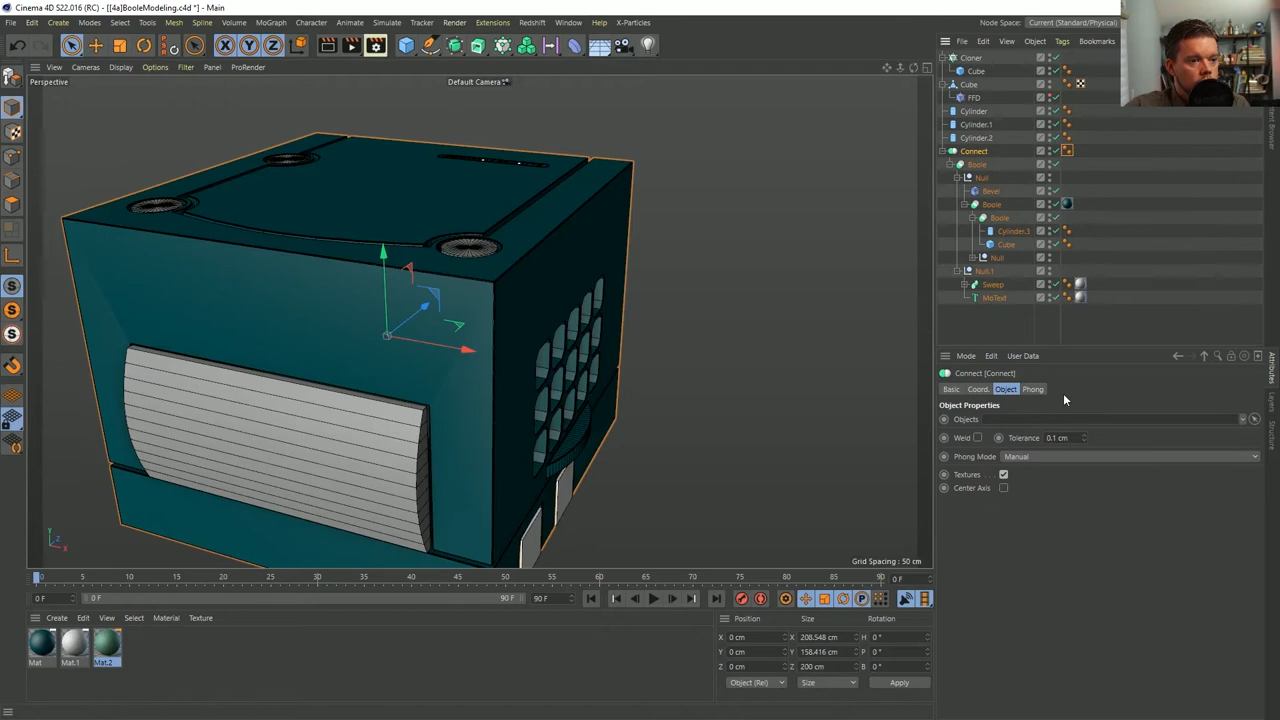 Cinema 4D S22.016 (RC) - [[4a]BooleModeling.c4d *] - Main
File Edit Create Modes Select Tools Mesh Spline Volume MoGraph Character Animate Simulate Tracker Render Extensions Redshift Window Help X-Particles
Node Space: Current (Standard/Physical)
X Y Z
File Edit View Object Tags Bookmarks
View Cameras Display Options Filter Panel ProRender
Perspective
Default Camera
Cloner
Cube
Cube
FFD
Cylinder
Cylinder.1
Cylinder.2
Connect
Boole
Null
Bevel
Boole
Boole
Cylinder.3
Cube
Null
Null.1
Sweep
MoText
Content Browser
Mode Edit User Data
Connect [Connect]
Basic Coord. Object Phong
Object Properties
Objects
Weld Tolerance 0.1 cm
Phong Mode Manual
Textures
Center Axis
Attributes
Layers
Structure
Y
Z
X
Grid Spacing : 50 cm
0 5 10 15 20 25 30 35 40 45 50 55 60 65 70 75 80 85 90 0 F
0 F 0 F 90 F 90 F
Create Edit View Select Material Texture
Mat Mat.1 Mat.2
Position Size Rotation
X 0 cm X 208.548 cm H 0 °
Y 0 cm Y 158.416 cm P 0 °
Z 0 cm Z 200 cm B 0 °
Object (Rel) Size Apply